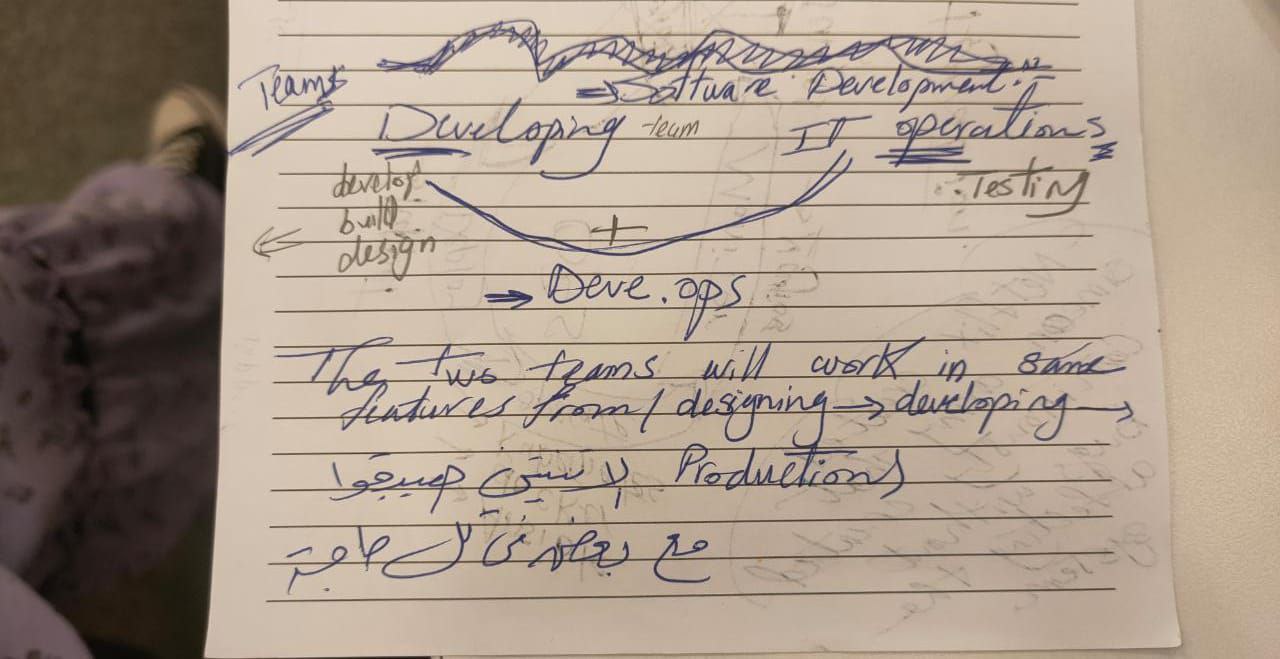 Teams
⇒ Software Development.
Developing team IT operations
develop
build
design
Testing
+
→ Deve.ops
The two teams will work in same
features from/ designing → developing →
Productions الاتنين هيبقوا
مع بعض في كل حاجة